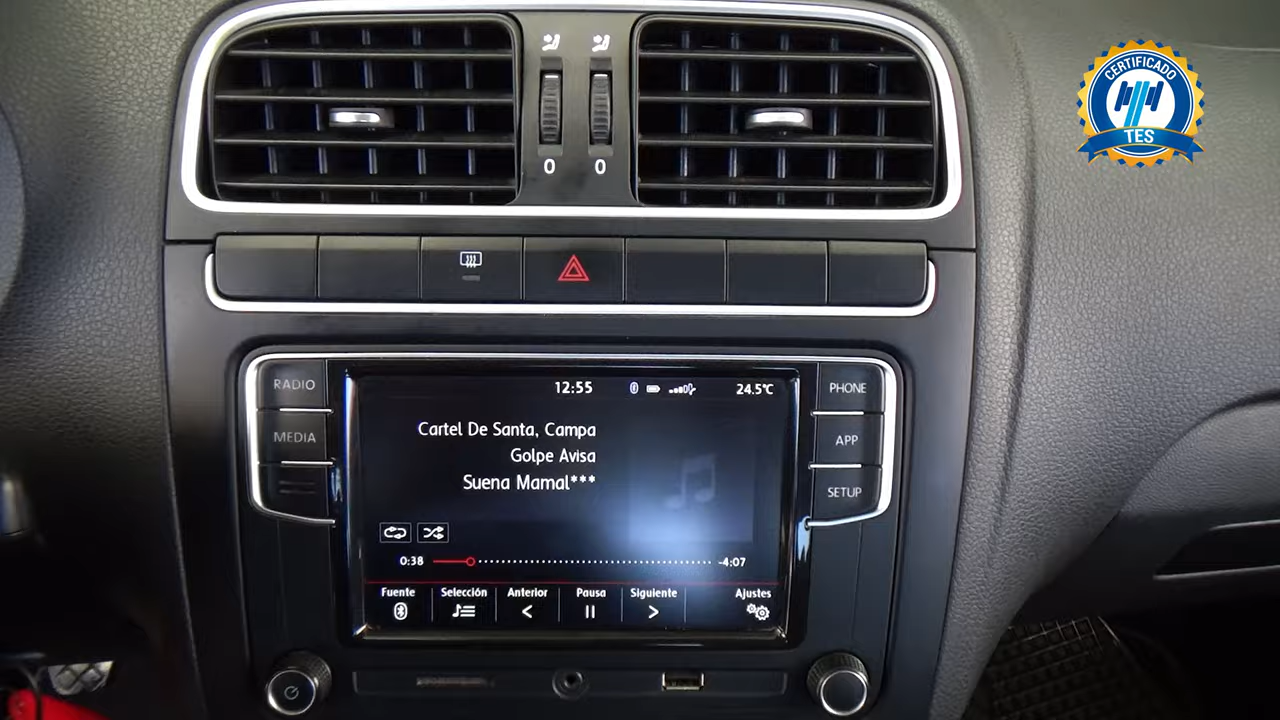 CERTIFICADO
TES
0 0
RADIO
MEDIA
PHONE
APP
SETUP
12:55
24.5°C
Cartel De Santa, Campa
Golpe Avisa
Suena Mamal***
0:38
-4:07
Fuente
Selección
Anterior
Pausa
Siguiente
Ajustes